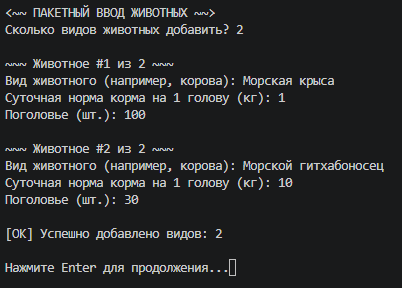 <~~ ПАКЕТНЫЙ ВВОД ЖИВОТНЫХ ~~>
Сколько видов животных добавить? 2
~~~ Животное #1 из 2 ~~~
Вид животного (например, корова): Морская крыса
Суточная норма корма на 1 голову (кг): 1
Поголовье (шт.): 100
~~~ Животное #2 из 2 ~~~
Вид животного (например, корова): Морской гитхабоносец
Суточная норма корма на 1 голову (кг): 10
Поголовье (шт.): 30
[OK] Успешно добавлено видов: 2
Нажмите Enter для продолжения...